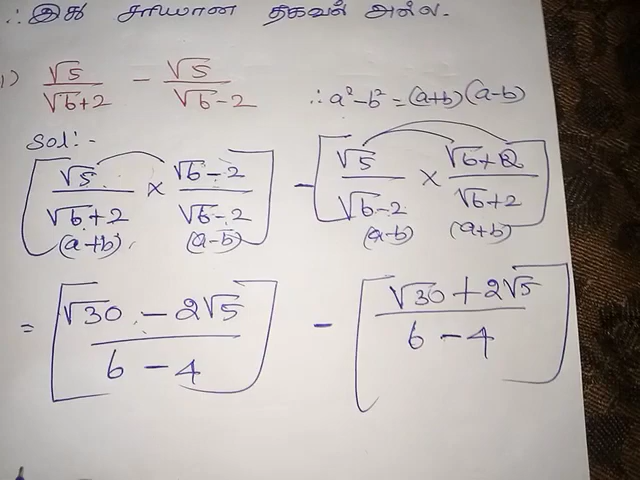 ∴ இது சரியான தகவல் அல்ல.
1) √5/(√6+2) − √5/(√6−2) ∴ a²−b² = (a+b)(a−b)
Sol:-
[√5/(√6+2) × (√6−2)/(√6−2)] − [√5/(√6−2) × (√6+2)/(√6+2)]
(a+b) (a−b) (a−b) (a+b)
= [(√30 − 2√5)/(6−4)] − [(√30+2√5)/(6−4)]